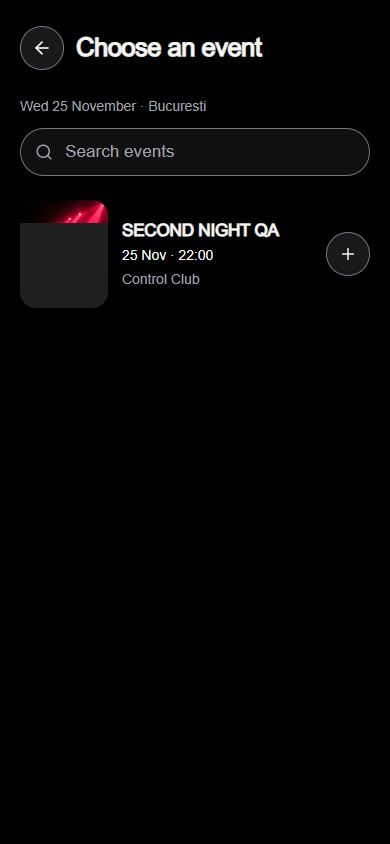 Choose an event
Wed 25 November · Bucuresti
Search events
SECOND NIGHT QA
25 Nov · 22:00
Control Club